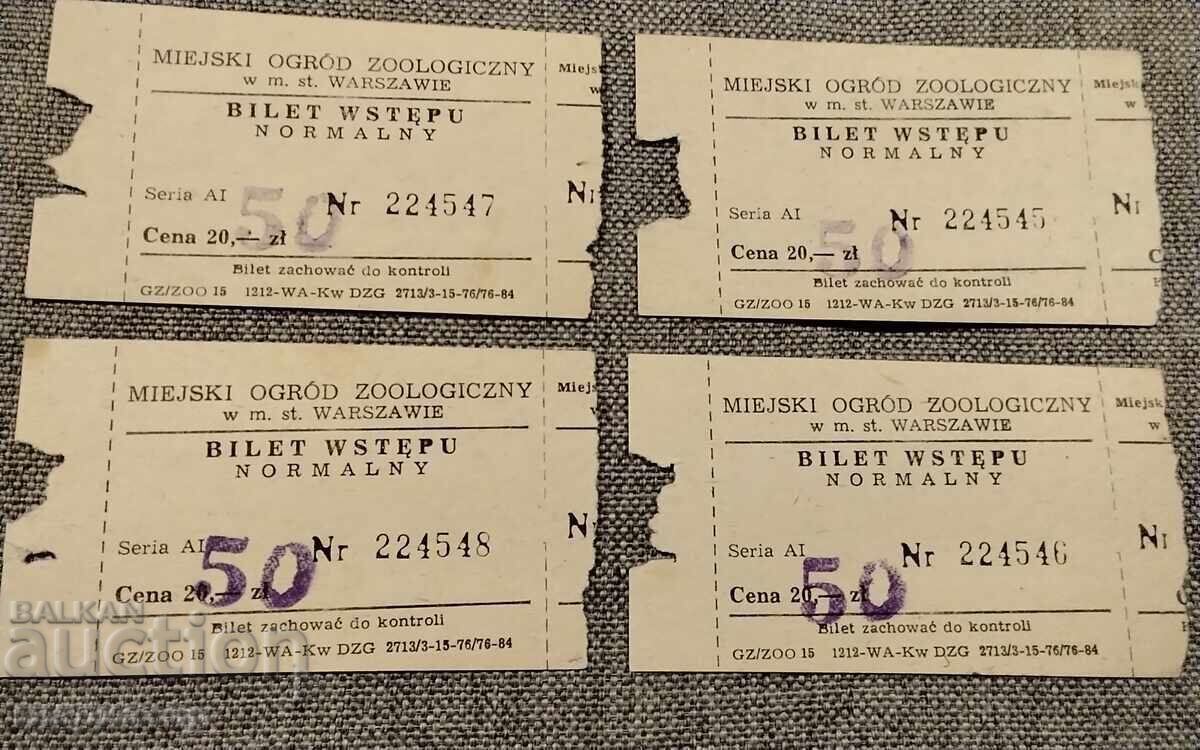 MIEJSKI OGRÓD ZOOLOGICZNY
w m. st. WARSZAWIE
BILET WSTĘPU
NORMALNY
Seria AI 50 Nr 224547
Cena 20,— zł
Bilet zachować do kontroli
GZ/ZOO 15 1212-WA-Kw DZG 2713/3-15-76/76-84
Miejs
w
N
MIEJSKI OGRÓD ZOOLOGICZNY
w m. st. WARSZAWIE
BILET WSTĘPU
NORMALNY
Seria AI 50 Nr 224545
Cena 20,— zł
Bilet zachować do kontroli
GZ/ZOO 15 1212-WA-Kw DZG 2713/3-15-76/76-84
Miejsk
w
N
C
MIEJSKI OGRÓD ZOOLOGICZNY
w m. st. WARSZAWIE
BILET WSTĘPU
NORMALNY
Seria AI 50 Nr 224548
Cena 20,— zł
Bilet zachować do kontroli
GZ/ZOO 15 1212-WA-Kw DZG 2713/3-15-76/76-84
Miejs
w
N
MIEJSKI OGRÓD ZOOLOGICZNY
w m. st. WARSZAWIE
BILET WSTĘPU
NORMALNY
Seria AI 50 Nr 224546
Cena 20,— zł
Bilet zachować do kontroli
GZ/ZOO 15 1212-WA-Kw DZG 2713/3-15-76/76-84
Miejsk
w
N
C
BALKAN
auction